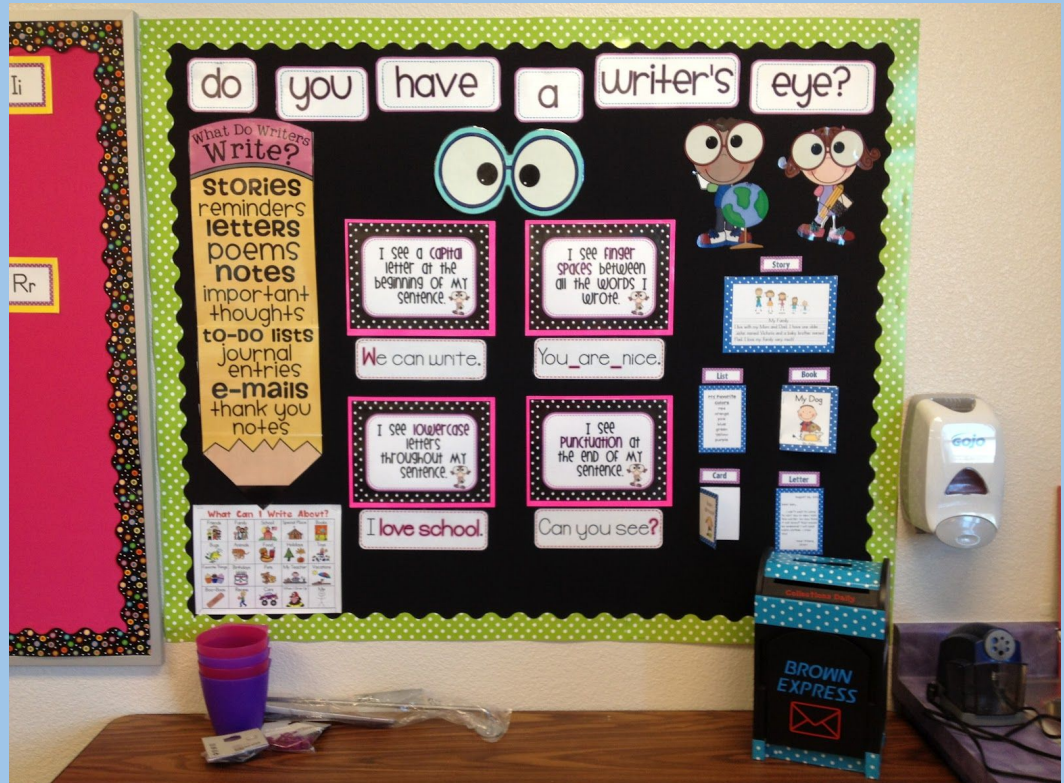 Ii
Rr
do you have a writer's eye?
What Do Writers
Write?
STORIES
reminders
letters
poems
notes
important
thoughts
to-do lists
journal
entries
e-mails
thank you
notes
I see a capital
letter at the
beginning of my
sentence.
We can write.
I see finger
spaces between
all the words I
wrote.
You_are_nice.
I see lowercase
letters
throughout my
sentence.
I love school.
I see
punctuation at
the end of my
sentence.
Can you see?
Story
My Family
List
My Favorite
Book
My Dog
Card
Letter
What Can I Write About?
GOJO
Collections Daily
BROWN
EXPRESS